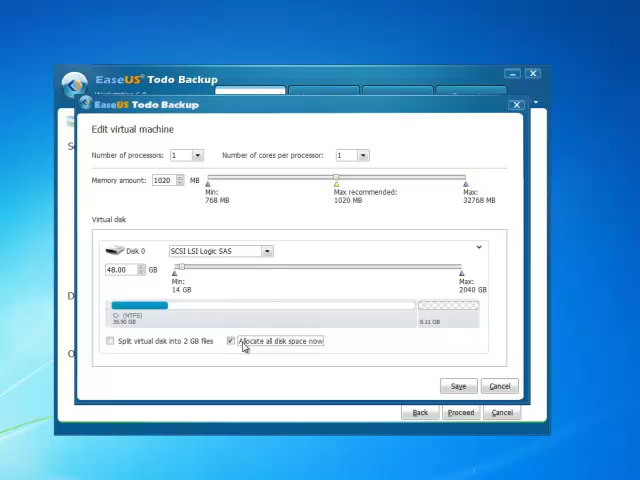 EaseUS® Todo Backup
EaseUS Todo Backup
Edit virtual machine
Number of processors: 1 Number of cores per processor: 1
Memory amount: 1020 MB
Min: Max recommended: Max:
768 MB 1020 MB 32768 MB
Virtual disk
Disk 0 SCSI LSI Logic SAS
48.00 GB
Min: Max:
14 GB 2040 GB
C: (NTFS)
39.90 GB 8.11 GB
Split virtual disk into 2 GB files Allocate all disk space now
Save Cancel
Back Proceed Cancel